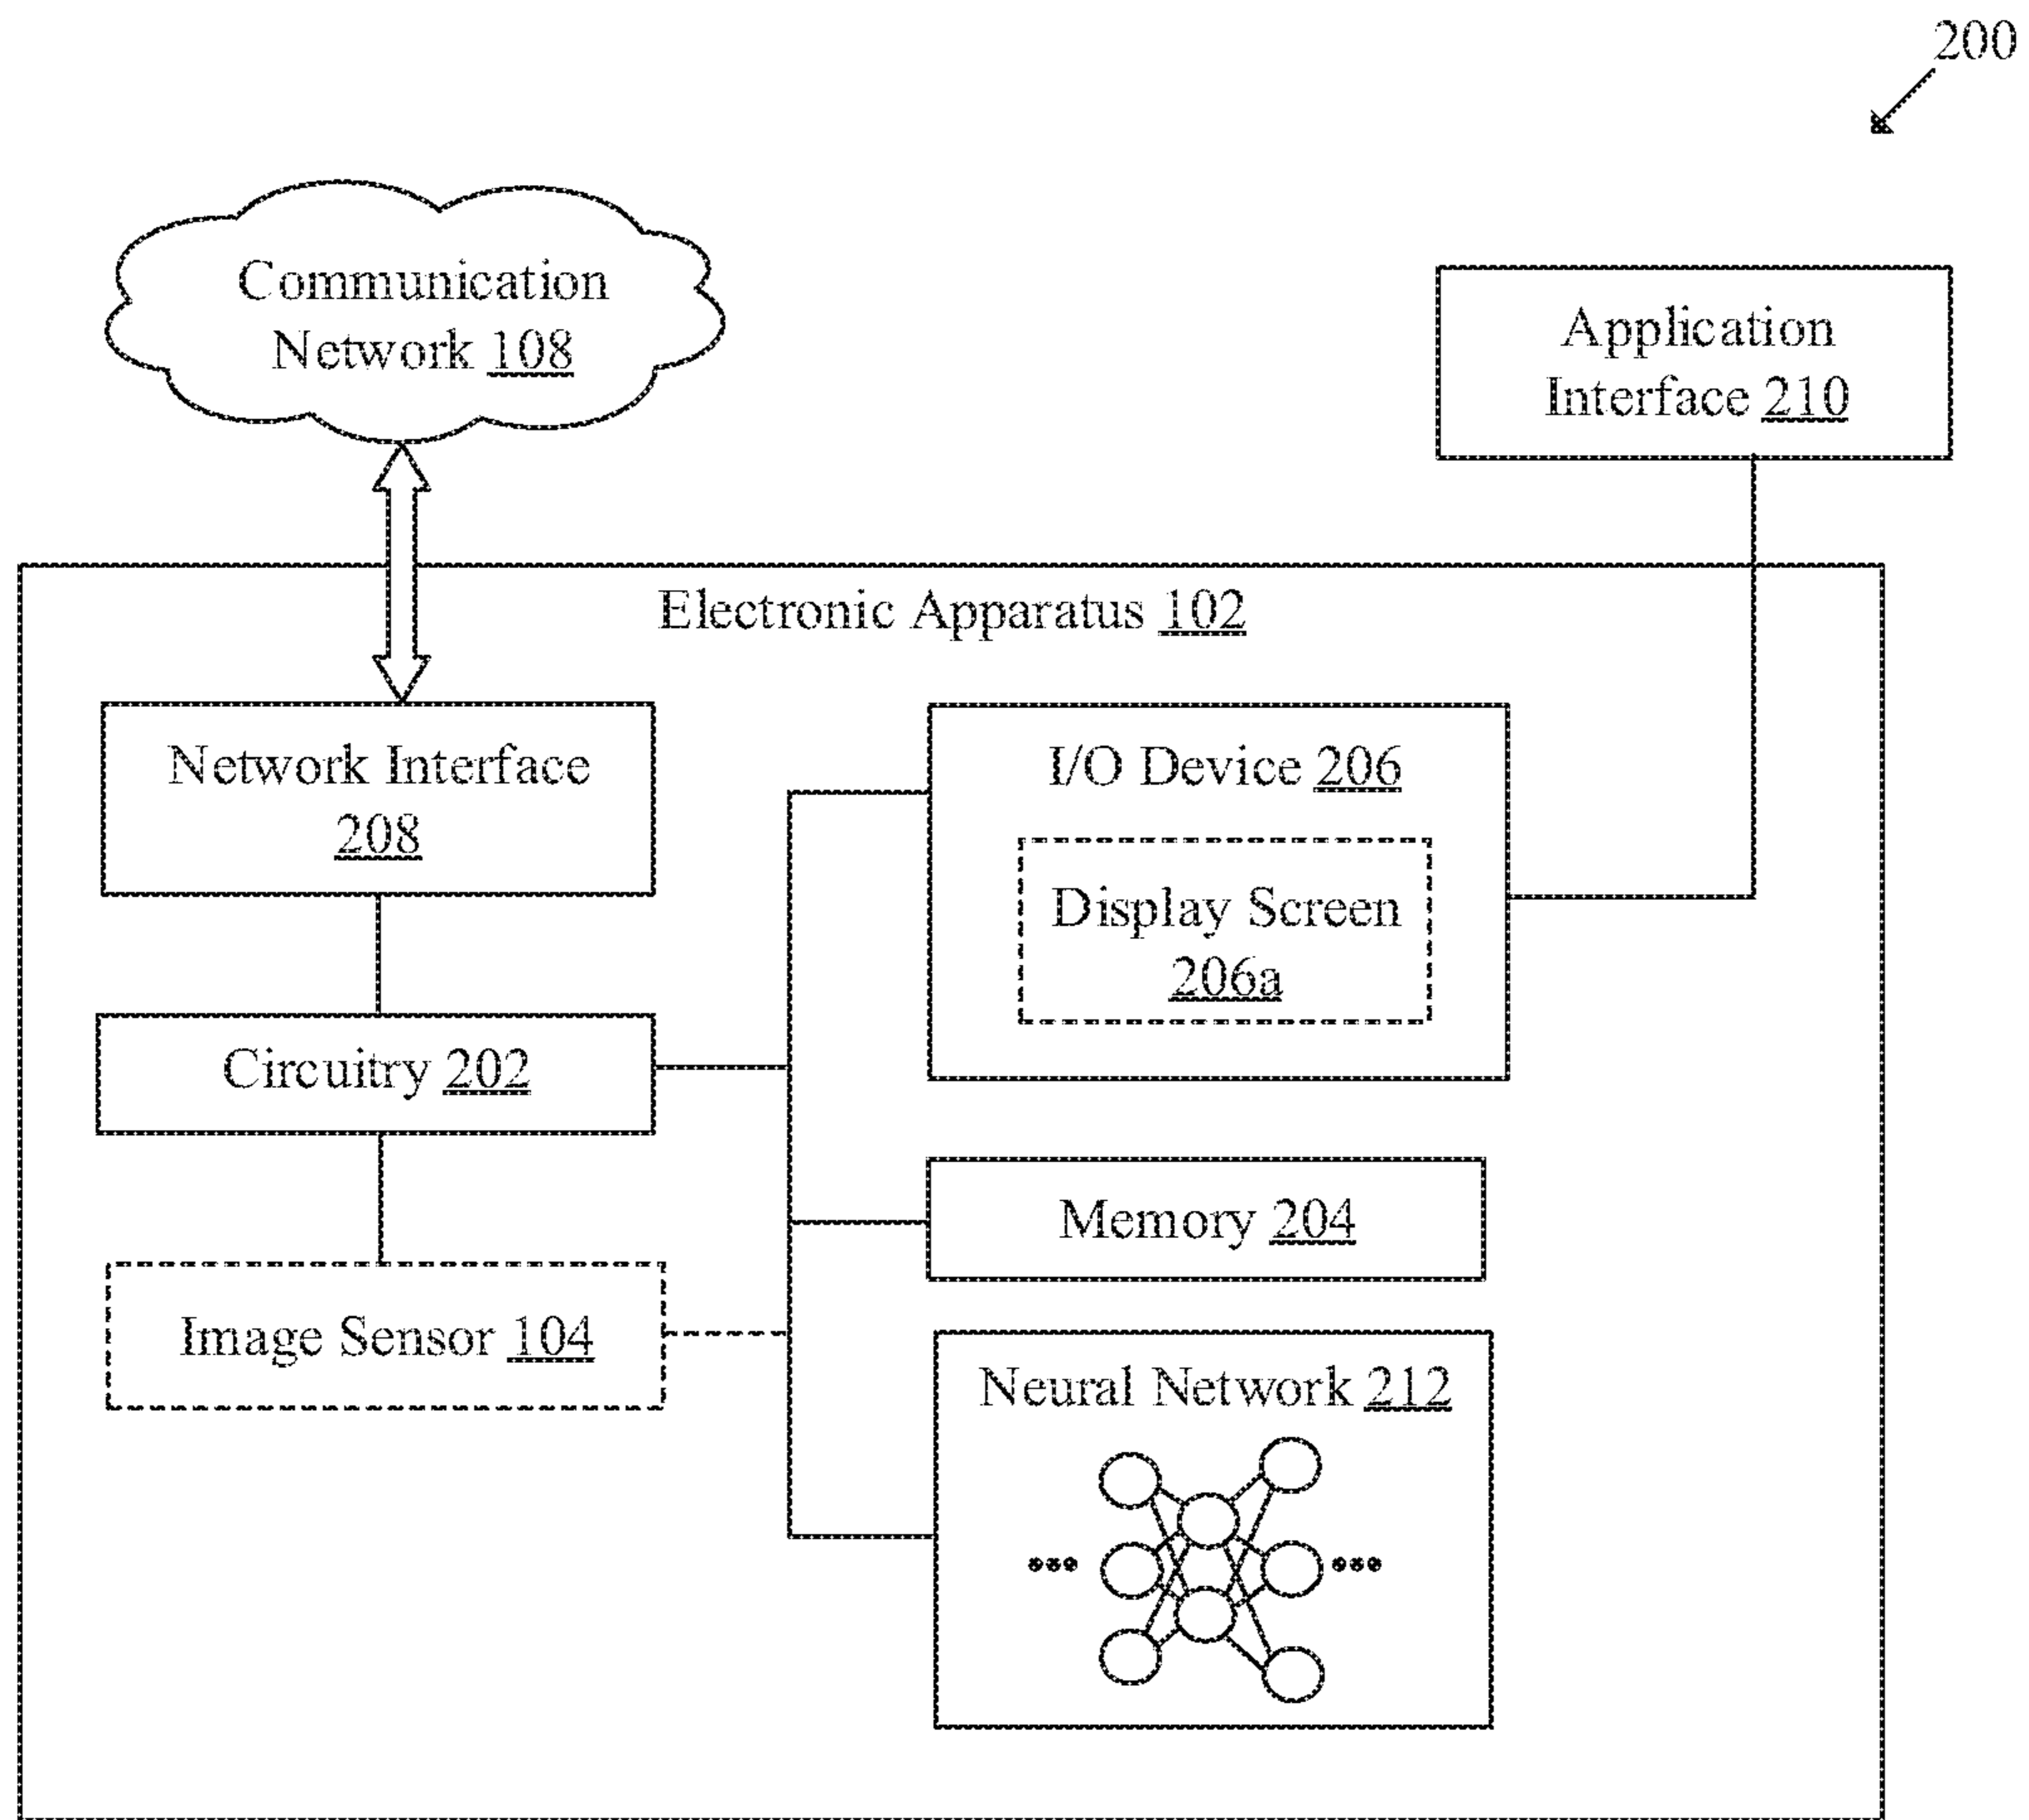 200
Communication
Network 108
Application
Interface 210
Electronic Apparatus 102
Network Interface
208
I/O Device 206
Display Screen
206a
Circuitry 202
Memory 204
Image Sensor 104
Neural Network 212